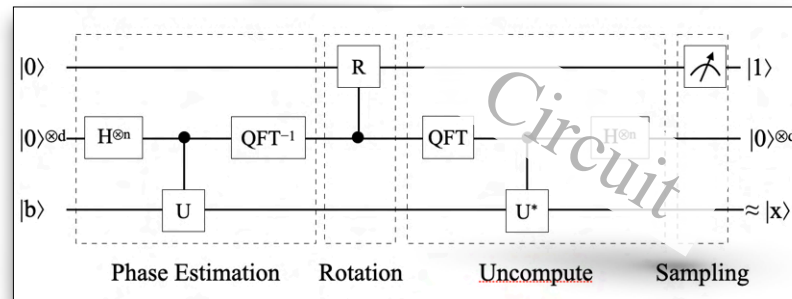 |0⟩ R |1⟩
|0⟩⊗d H⊗n QFT−1 QFT H⊗n |0⟩⊗d
|b⟩ U U* ≈ |x⟩
Circuit
Phase Estimation Rotation Uncompute Sampling